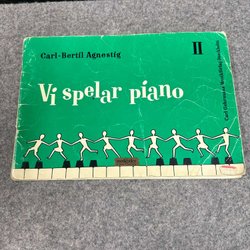 Carl-Bertil Agnestig
II
Vi spelar piano